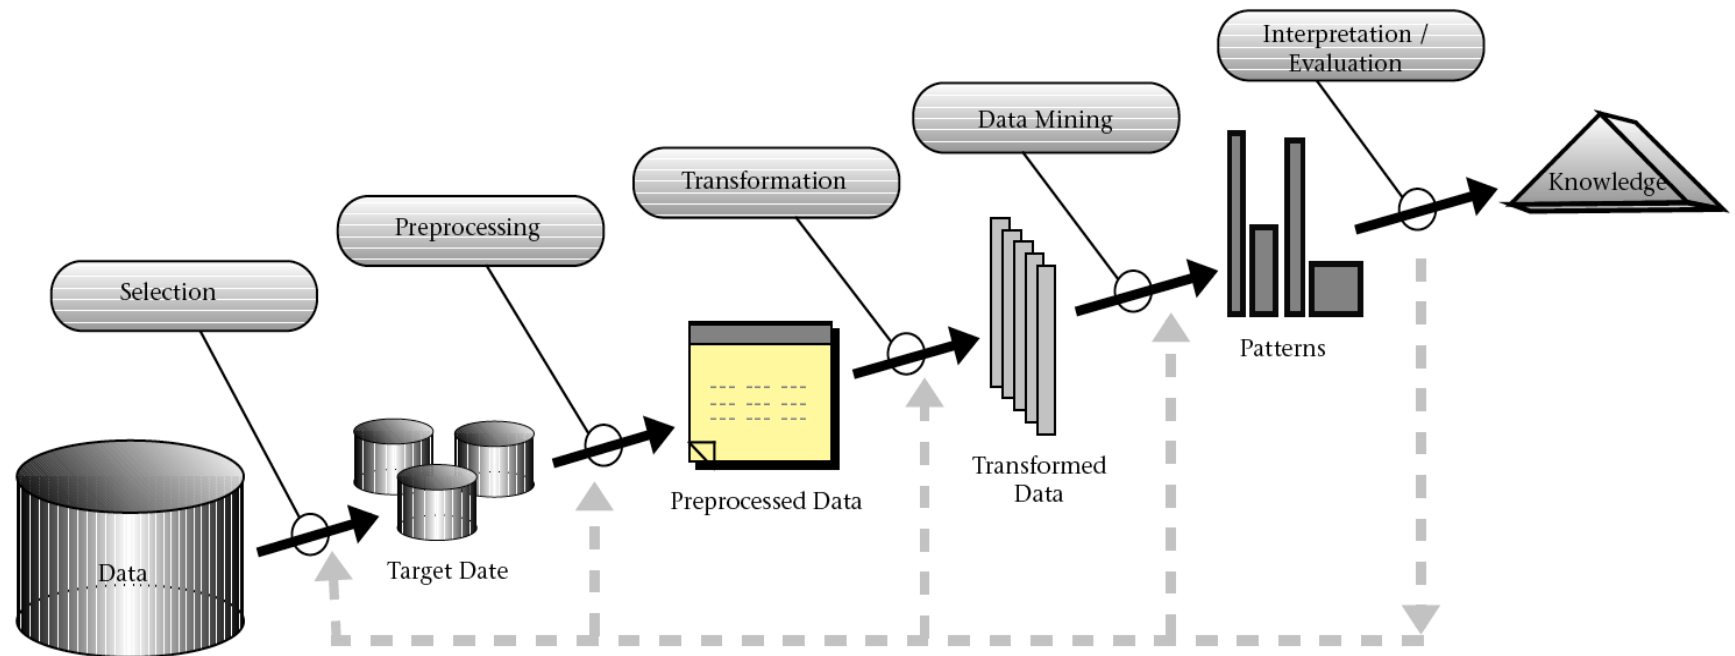 Interpretation /
Evaluation
Data Mining
Transformation
Preprocessing
Selection
Data
Target Date
Preprocessed Data
Transformed
Data
Patterns
Knowledge